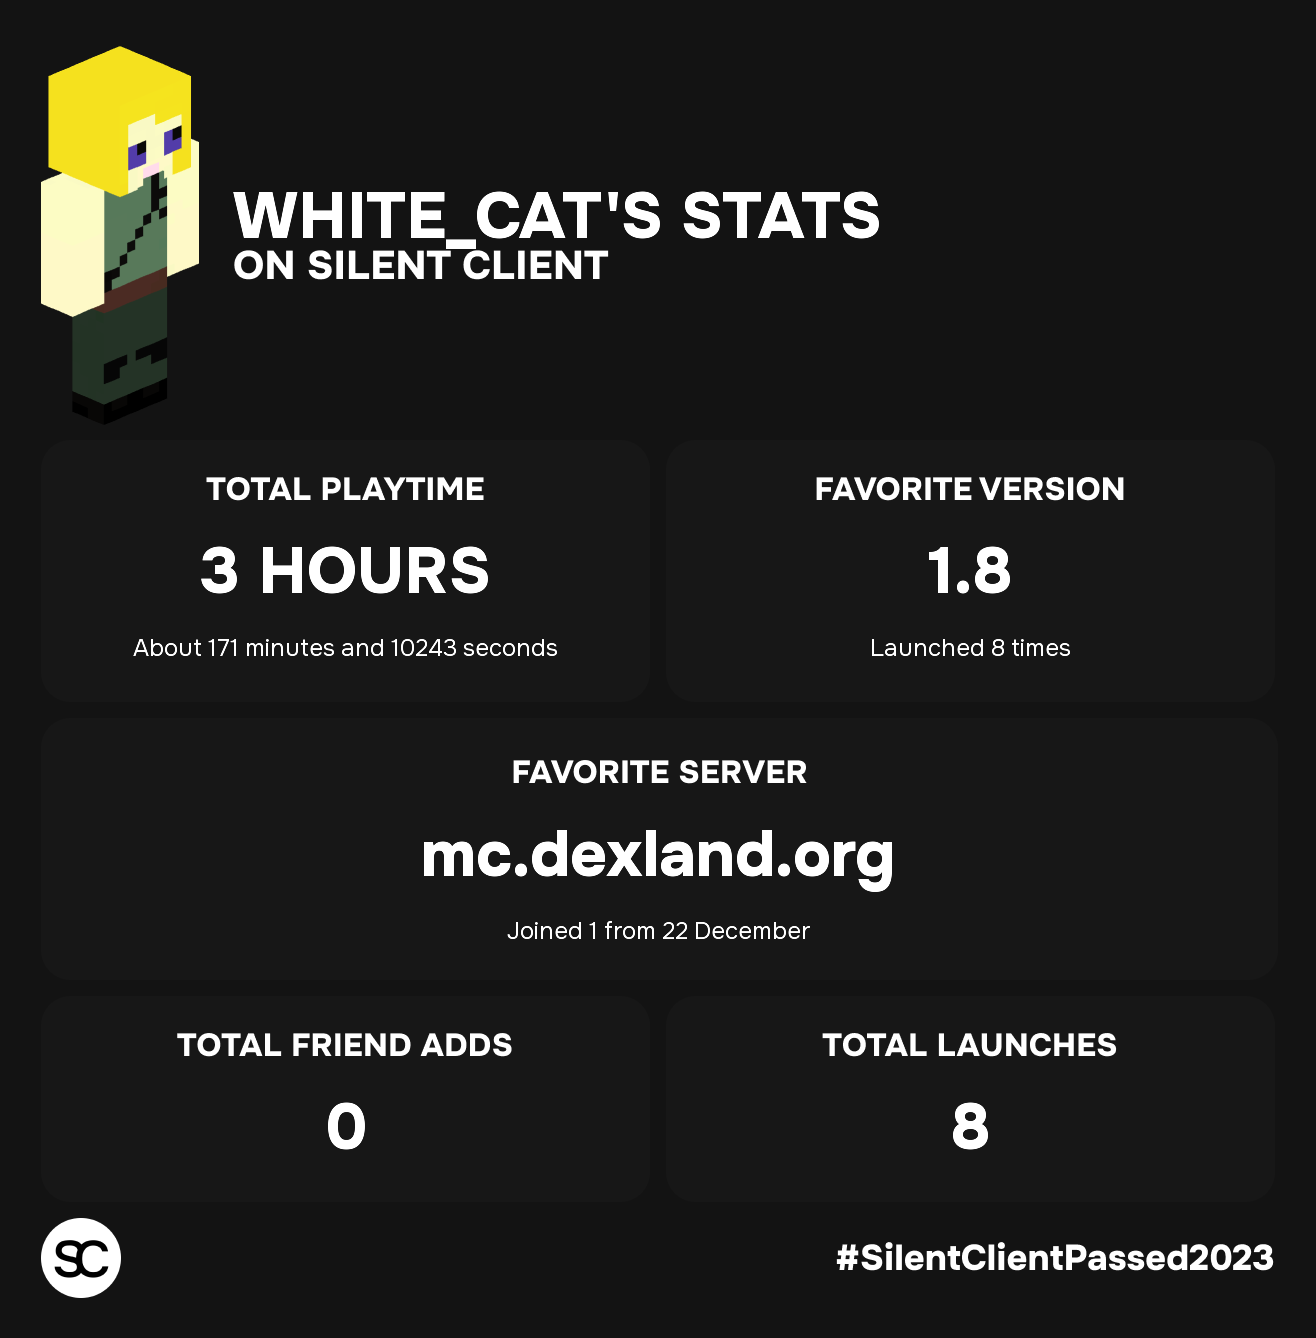 WHITE_CAT'S STATS
ON SILENT CLIENT
TOTAL PLAYTIME
3 HOURS
About 171 minutes and 10243 seconds
FAVORITE VERSION
1.8
Launched 8 times
FAVORITE SERVER
mc.dexland.org
Joined 1 from 22 December
TOTAL FRIEND ADDS
0
TOTAL LAUNCHES
8
SC
#SilentClientPassed2023